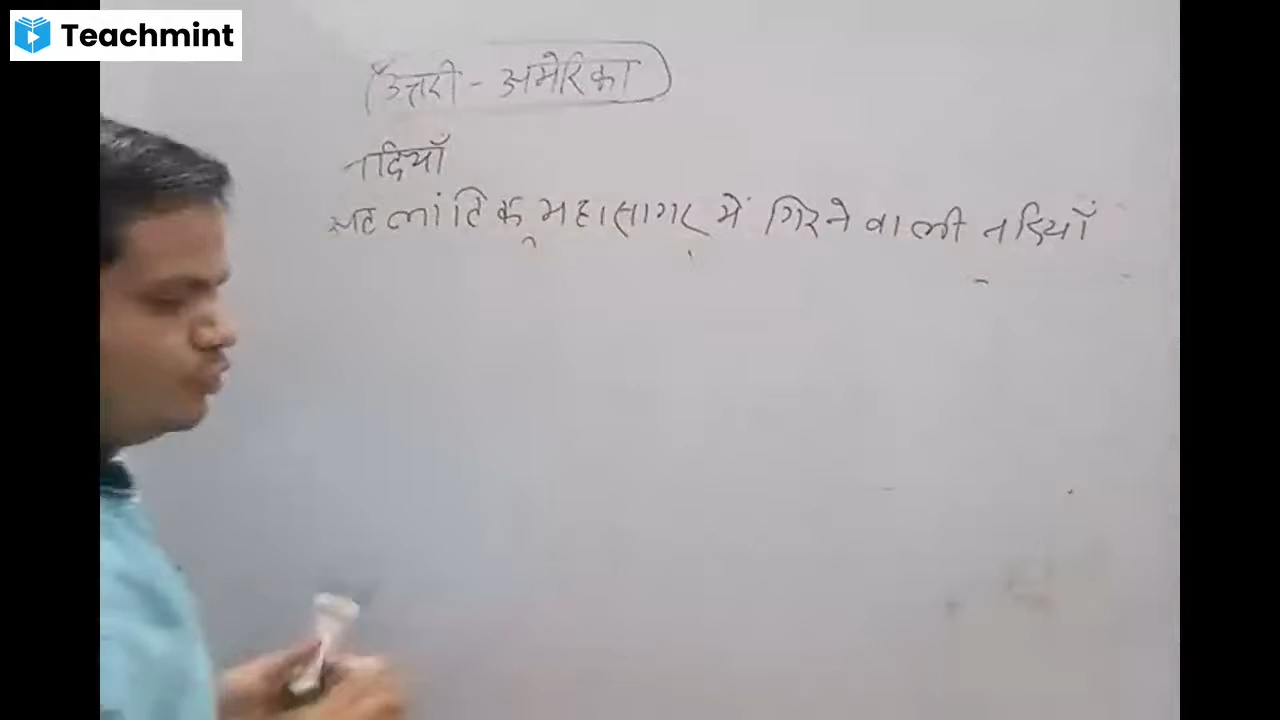 Teachmint
उत्तरी - अमेरिका
नदियाँ
अटलांटिक महासागर में गिरने वाली नदियाँ